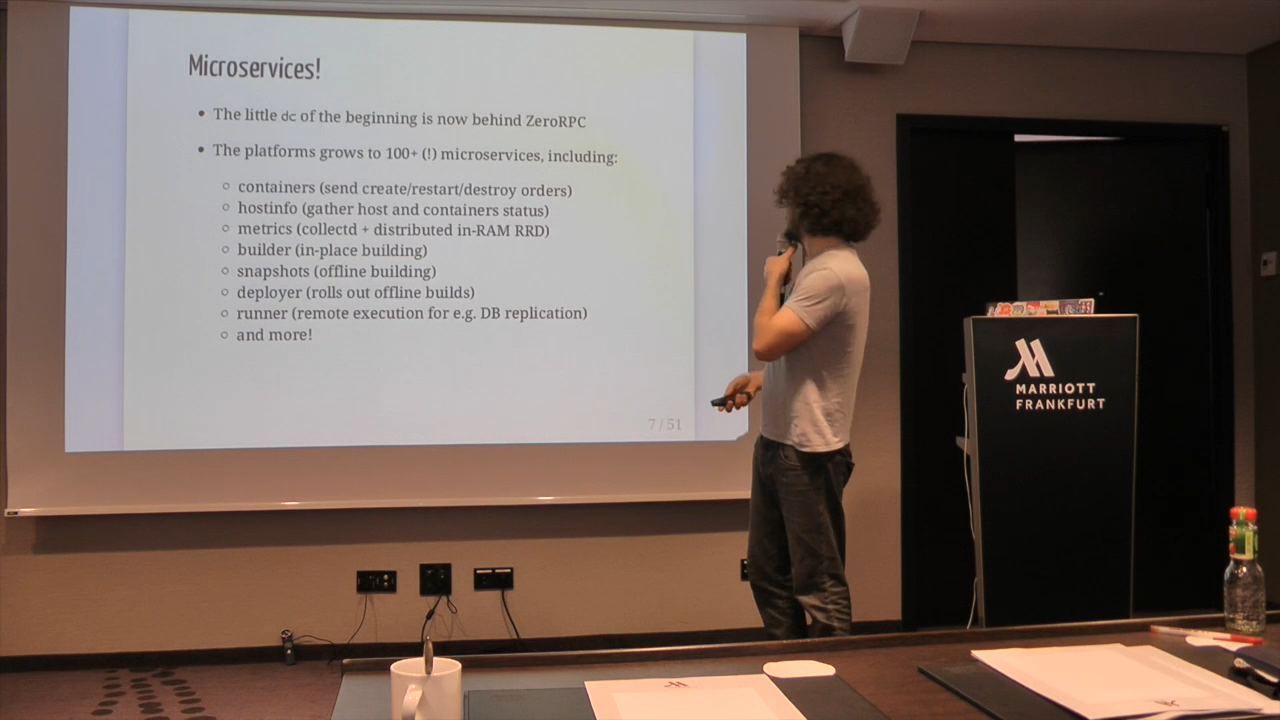 Microservices!
• The little dc of the beginning is now behind ZeroRPC
• The platforms grows to 100+ (!) microservices, including:
○ containers (send create/restart/destroy orders)
○ hostinfo (gather host and containers status)
○ metrics (collectd + distributed in-RAM RRD)
○ builder (in-place building)
○ snapshots (offline building)
○ deployer (rolls out offline builds)
○ runner (remote execution for e.g. DB replication)
○ and more!
7 / 51
MARRIOTT
FRANKFURT